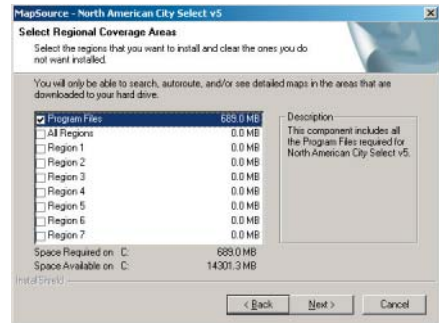 MapSource - North American City Select v5
Select Regional Coverage Areas
Select the regions that you want to install and clear the ones you do
not want installed.
You will only be able to search, autoroute, and/or see detailed maps in the areas that are
downloaded to your hard drive.
Program Files 689.0 MB
All Regions 0.0 MB
Region 1 0.0 MB
Region 2 0.0 MB
Region 3 0.0 MB
Region 4 0.0 MB
Region 5 0.0 MB
Region 6 0.0 MB
Region 7 0.0 MB
Description
This component includes all
the Program Files required for
North American City Select v5.
Space Required on C: 689.0 MB
Space Available on C: 14301.3 MB
InstallShield
< Back Next > Cancel